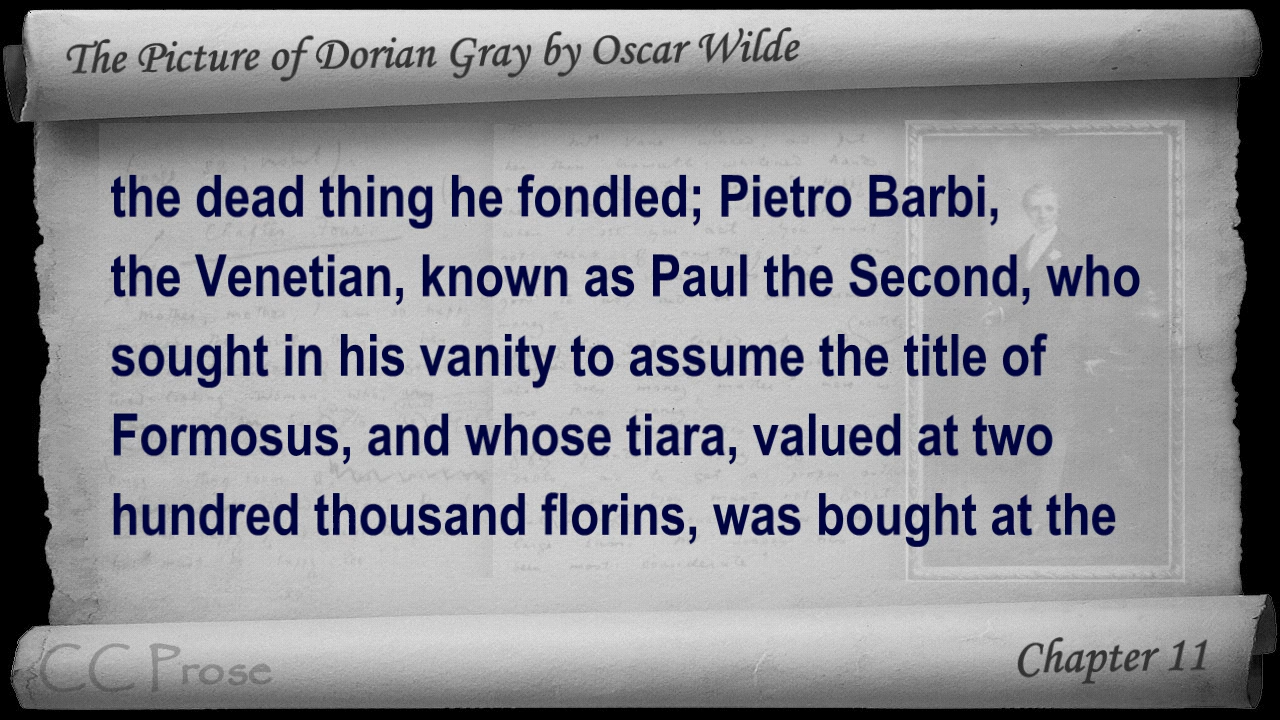 The Picture of Dorian Gray by Oscar Wilde
the dead thing he fondled; Pietro Barbi,
the Venetian, known as Paul the Second, who
sought in his vanity to assume the title of
Formosus, and whose tiara, valued at two
hundred thousand florins, was bought at the
CC Prose
Chapter 11